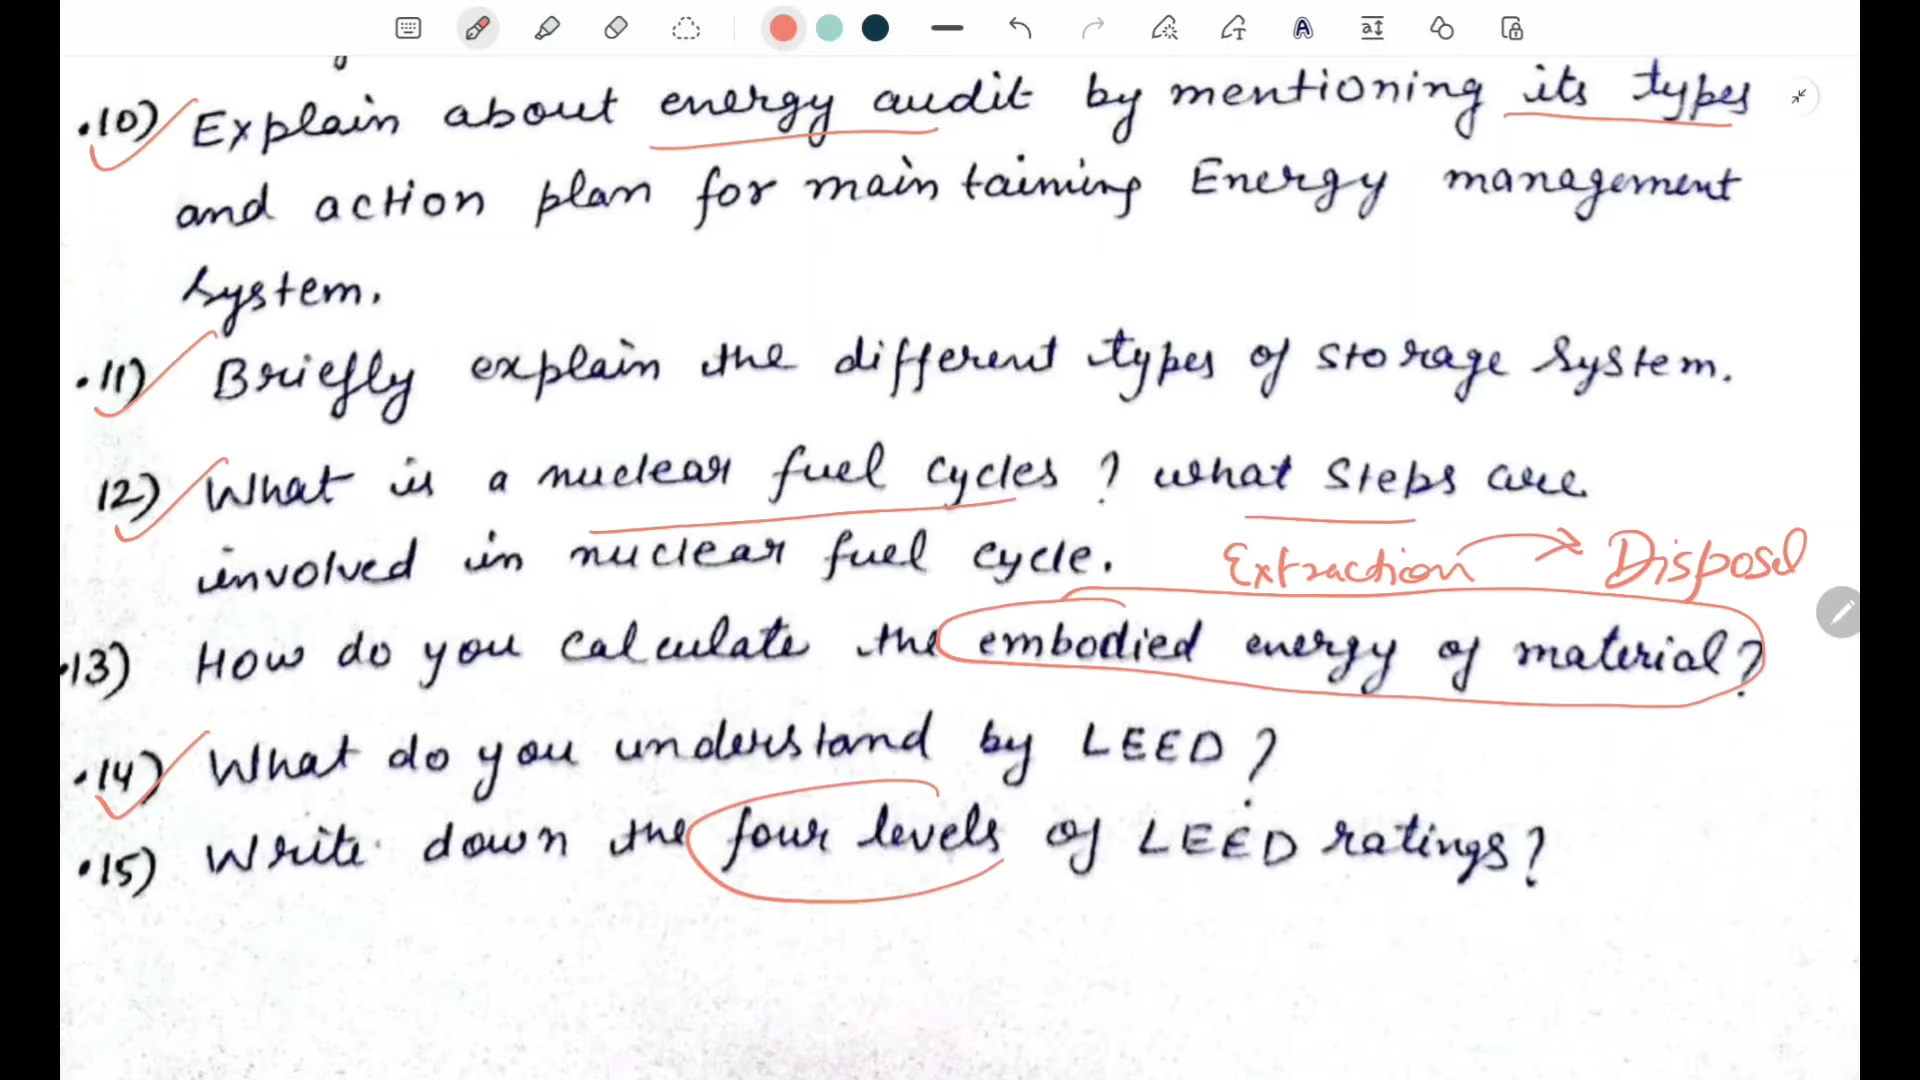 .10) Explain about energy audit by mentioning its types
and action plan for maintaining Energy management
System.
.11) Briefly explain the different types of storage System.
12) What is a nuclear fuel cycles ? what steps are
involved in nuclear fuel cycle.
Extraction → Disposal
.13) How do you calculate the embodied energy of material?
.14) What do you understand by LEED ?
.15) Write down the four levels of LEED ratings?